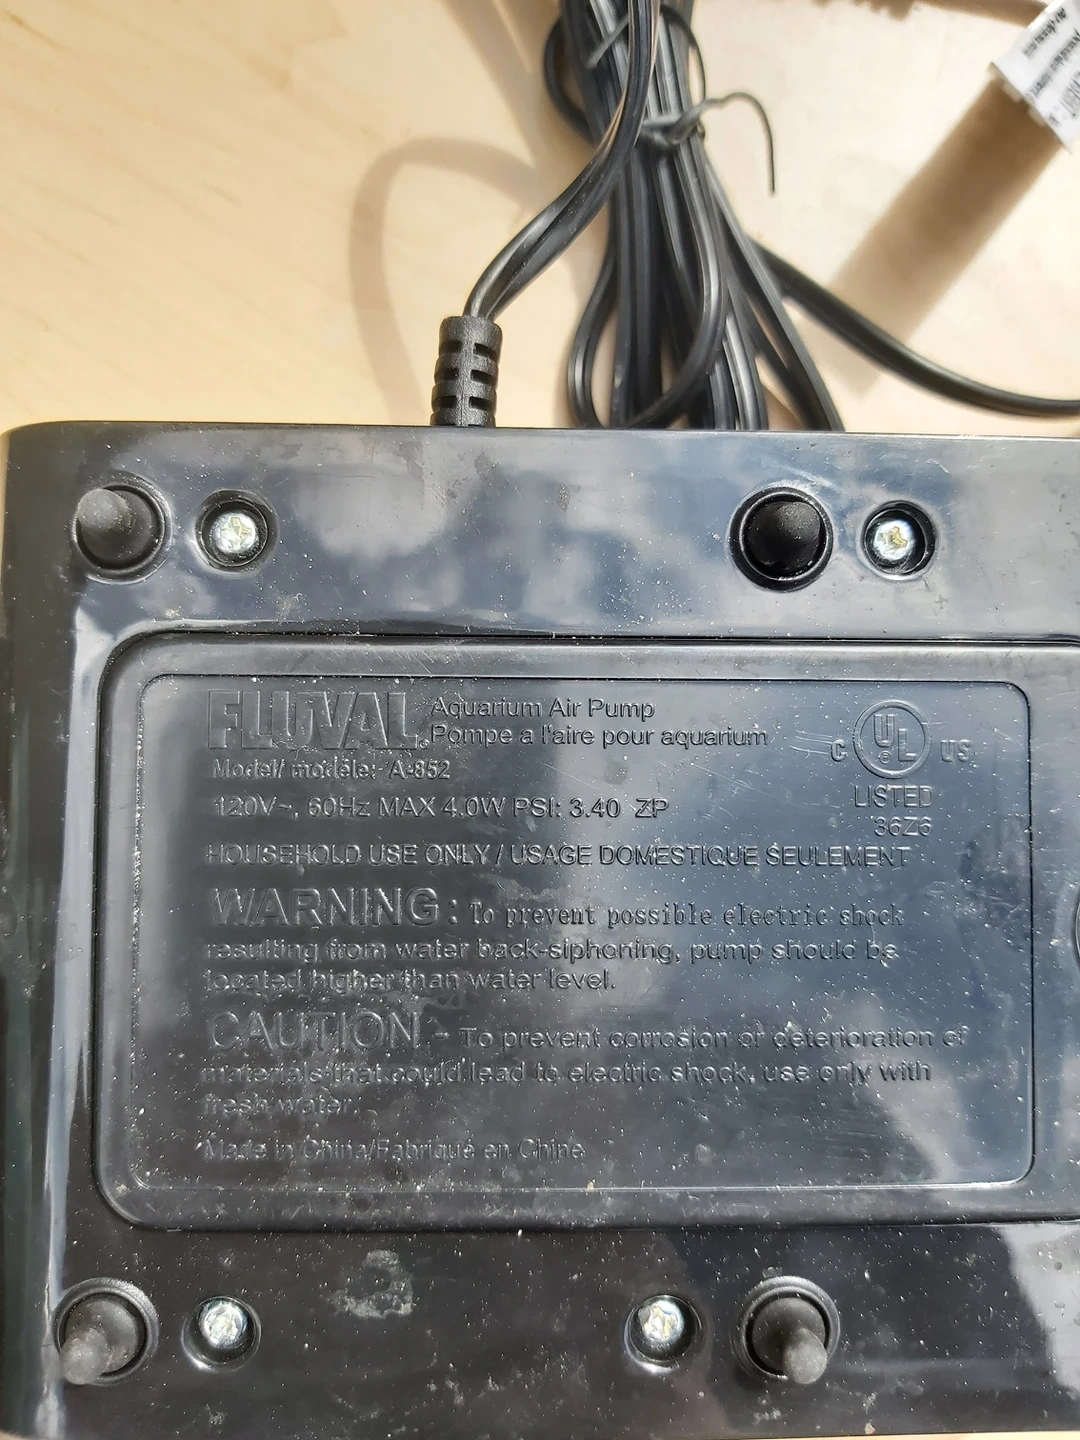 FLUVAL
Aquarium Air Pump
Pompe a l'aire pour aquarium
Model/ modéle:- A-852
120V~, 60Hz MAX 4.0W PSI: 3.40 ZP
C UL US
LISTED
36Z6
HOUSEHOLD USE ONLY / USAGE DOMESTIQUE SEULEMENT
WARNING: To prevent possible electric shock
resulting from water back-siphoning, pump should be
located higher than water level.
CAUTION - To prevent corrosion or deterioration of
materials that could lead to electric shock, use only with
fresh water.
Made in China/Fabriqué en Chine